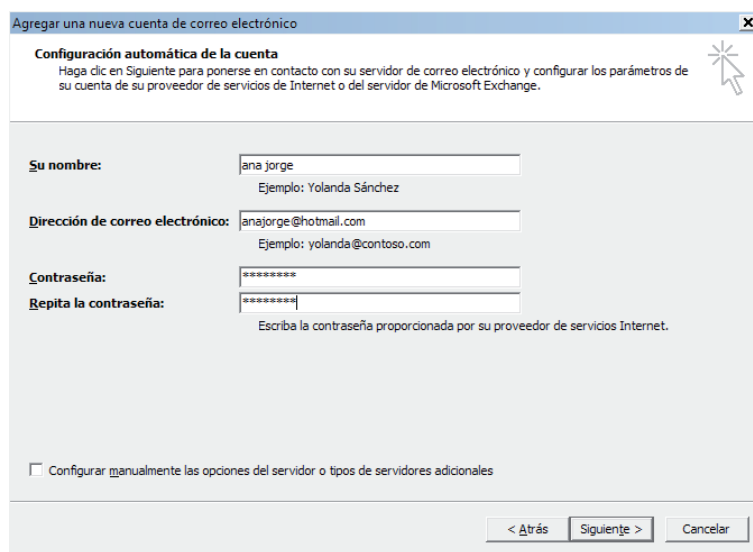 Agregar una nueva cuenta de correo electrónico
Configuración automática de la cuenta
Haga clic en Siguiente para ponerse en contacto con su servidor de correo electrónico y configurar los parámetros de
su cuenta de su proveedor de servicios de Internet o del servidor de Microsoft Exchange.
Su nombre: ana jorge
Ejemplo: Yolanda Sánchez
Dirección de correo electrónico: anajorge@hotmail.com
Ejemplo: yolanda@contoso.com
Contraseña: ********
Repita la contraseña: ********
Escriba la contraseña proporcionada por su proveedor de servicios Internet.
Configurar manualmente las opciones del servidor o tipos de servidores adicionales
< Atrás Siguiente > Cancelar